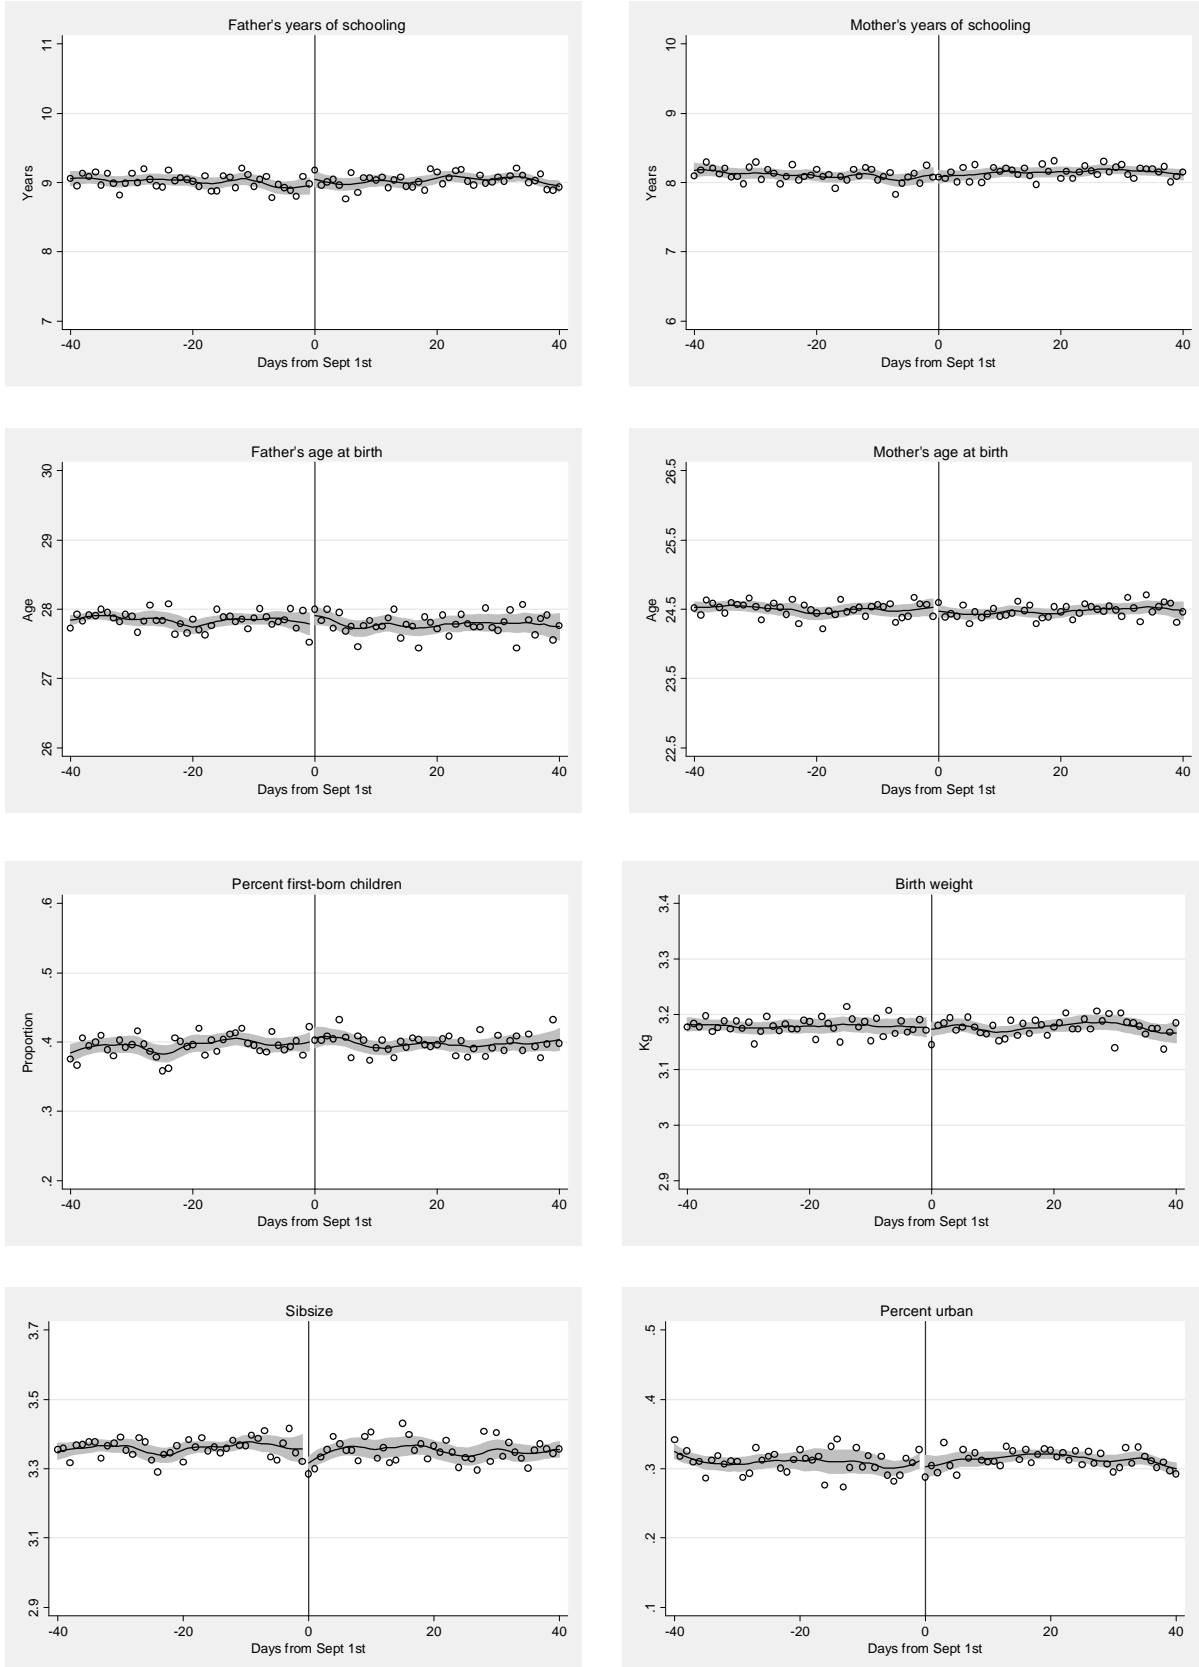 Father's years of schooling
Years
11
10
9
8
7
-40 -20 0 20 40
Days from Sept 1st
Mother's years of schooling
Years
10
9
8
7
6
-40 -20 0 20 40
Days from Sept 1st
Father's age at birth
Age
30
29
28
27
26
-40 -20 0 20 40
Days from Sept 1st
Mother's age at birth
Age
26.5
25.5
24.5
23.5
22.5
-40 -20 0 20 40
Days from Sept 1st
Percent first-born children
Proportion
.6
.5
.4
.3
.2
-40 -20 0 20 40
Days from Sept 1st
Birth weight
Kg
3.4
3.3
3.2
3.1
3
2.9
-40 -20 0 20 40
Days from Sept 1st
Sibsize
3.7
3.5
3.3
3.1
2.9
-40 -20 0 20 40
Days from Sept 1st
Percent urban
.5
.4
.3
.2
.1
-40 -20 0 20 40
Days from Sept 1st